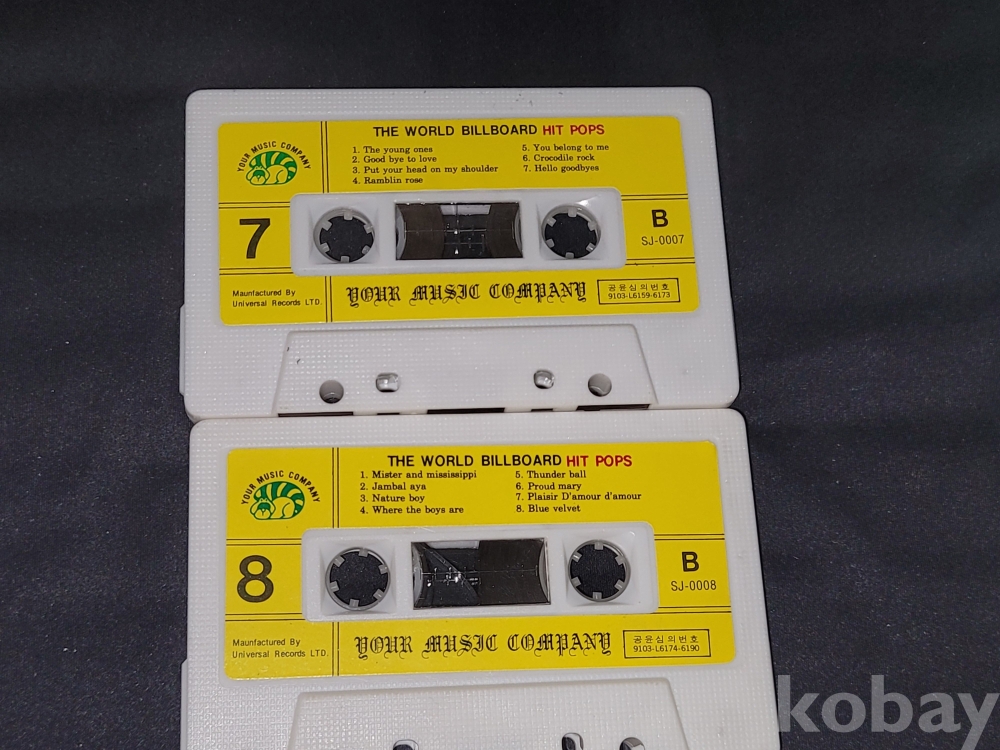 THE WORLD BILLBOARD HIT POPS
YOUR MUSIC COMPANY
1. The young ones
2. Good bye to love
3. Put your head on my shoulder
4. Ramblin rose
5. You belong to me
6. Crocodile rock
7. Hello goodbyes
7
B
SJ-0007
Maunfactured By
Universal Records LTD.
YOUR MUSIC COMPANY
공윤심의번호
9103-L6159-6173
THE WORLD BILLBOARD HIT POPS
YOUR MUSIC COMPANY
1. Mister and mississippi
2. Jambal aya
3. Nature boy
4. Where the boys are
5. Thunder ball
6. Proud mary
7. Plaisir D'amour d'amour
8. Blue velvet
8
B
SJ-0008
Maunfactured By
Universal Records LTD.
YOUR MUSIC COMPANY
공윤심의번호
9103-L6174-6190
kobay